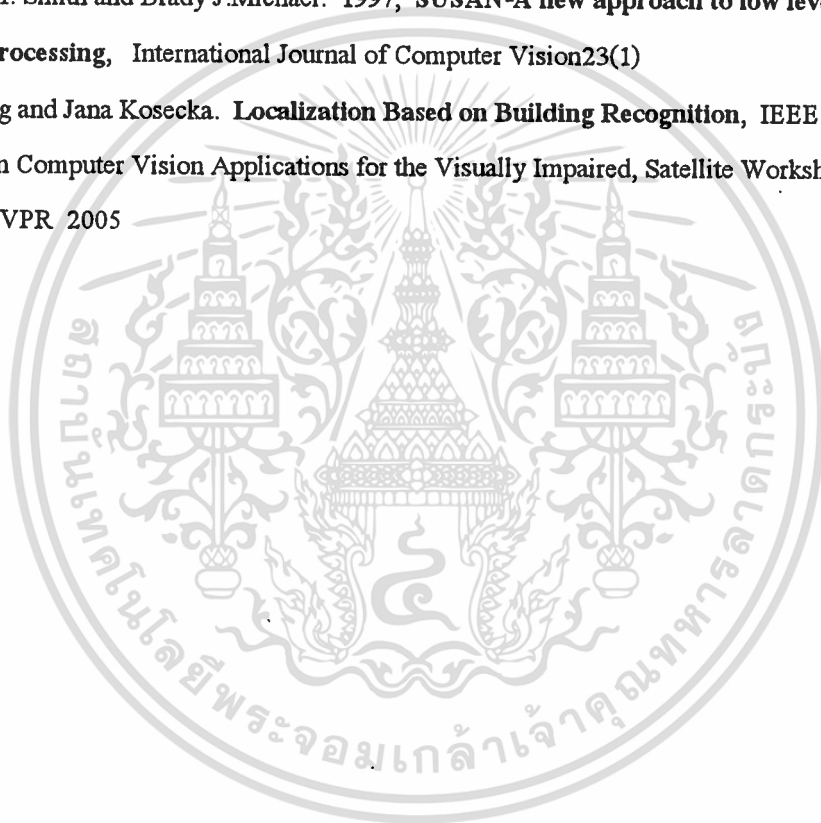 and Brady J.Michael. 1997, SUSAN-A new approach to low
rocessing, International Journal of Computer Vision23(1)
g and Jana Kosecka. Localization Based on Building Recognition, IEEE
n Computer Vision Applications for the Visually Impaired, Satellite Worksh
VPR 2005
สถาบันเทคโนโลยีพระจอมเกล้าเจ้าคุณทหารลาดกระบัง